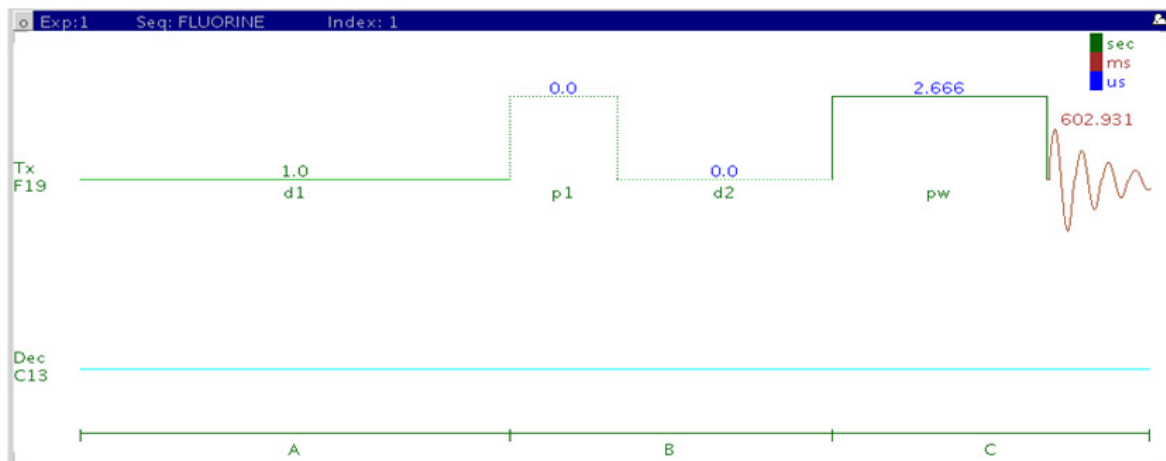 Exp:1 Seq: FLUORINE Index: 1
sec
ms
us
0.0
2.666
602.931
Tx
F19
1.0
0.0
d1
p1
d2
pw
Dec
C13
A
B
C